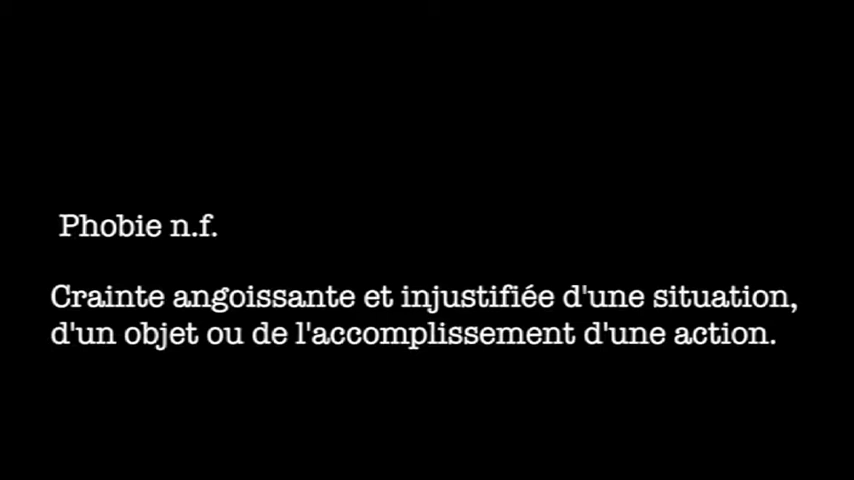 Phobie n.f.
Crainte angoissante et injustifiée d'une situation,
d'un objet ou de l'accomplissement d'une action.